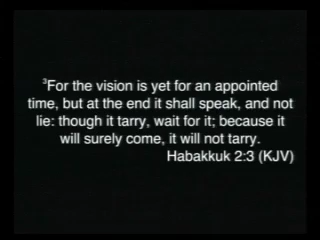 ³For the vision is yet for an appointed
time, but at the end it shall speak, and not
lie: though it tarry, wait for it; because it
will surely come, it will not tarry.
Habakkuk 2:3 (KJV)